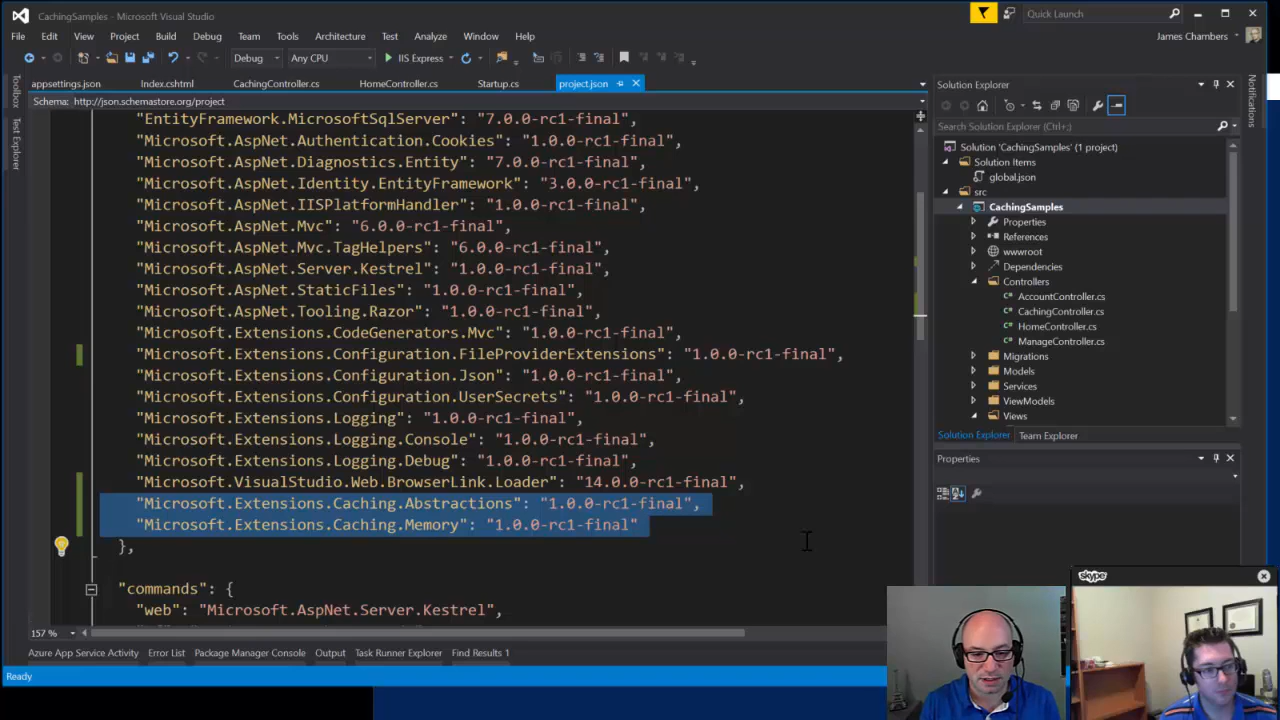 CachingSamples - Microsoft Visual Studio
Quick Launch
File Edit View Project Build Debug Team Tools Architecture Test Analyze Window Help
James Chambers
Debug Any CPU IIS Express
appsettings.json Index.cshtml CachingController.cs HomeController.cs Startup.cs project.json
Schema: http://json.schemastore.org/project
Toolbox
Test Explorer
"EntityFramework.MicrosoftSqlServer": "7.0.0-rc1-final",
"Microsoft.AspNet.Authentication.Cookies": "1.0.0-rc1-final",
"Microsoft.AspNet.Diagnostics.Entity": "7.0.0-rc1-final",
"Microsoft.AspNet.Identity.EntityFramework": "3.0.0-rc1-final",
"Microsoft.AspNet.IISPlatformHandler": "1.0.0-rc1-final",
"Microsoft.AspNet.Mvc": "6.0.0-rc1-final",
"Microsoft.AspNet.Mvc.TagHelpers": "6.0.0-rc1-final",
"Microsoft.AspNet.Server.Kestrel": "1.0.0-rc1-final",
"Microsoft.AspNet.StaticFiles": "1.0.0-rc1-final",
"Microsoft.AspNet.Tooling.Razor": "1.0.0-rc1-final",
"Microsoft.Extensions.CodeGenerators.Mvc": "1.0.0-rc1-final",
"Microsoft.Extensions.Configuration.FileProviderExtensions": "1.0.0-rc1-final",
"Microsoft.Extensions.Configuration.Json": "1.0.0-rc1-final",
"Microsoft.Extensions.Configuration.UserSecrets": "1.0.0-rc1-final",
"Microsoft.Extensions.Logging": "1.0.0-rc1-final",
"Microsoft.Extensions.Logging.Console": "1.0.0-rc1-final",
"Microsoft.Extensions.Logging.Debug": "1.0.0-rc1-final",
"Microsoft.VisualStudio.Web.BrowserLink.Loader": "14.0.0-rc1-final",
"Microsoft.Extensions.Caching.Abstractions": "1.0.0-rc1-final",
"Microsoft.Extensions.Caching.Memory": "1.0.0-rc1-final"
},
"commands": {
"web": "Microsoft.AspNet.Server.Kestrel",
157 %
Azure App Service Activity Error List Package Manager Console Output Task Runner Explorer Find Results 1
Ready
Solution Explorer
Search Solution Explorer (Ctrl+;)
Solution 'CachingSamples' (1 project)
Solution Items
global.json
src
CachingSamples
Properties
References
wwwroot
Dependencies
Controllers
AccountController.cs
CachingController.cs
HomeController.cs
ManageController.cs
Migrations
Models
Services
ViewModels
Views
Solution Explorer Team Explorer
Properties
Notifications
skype